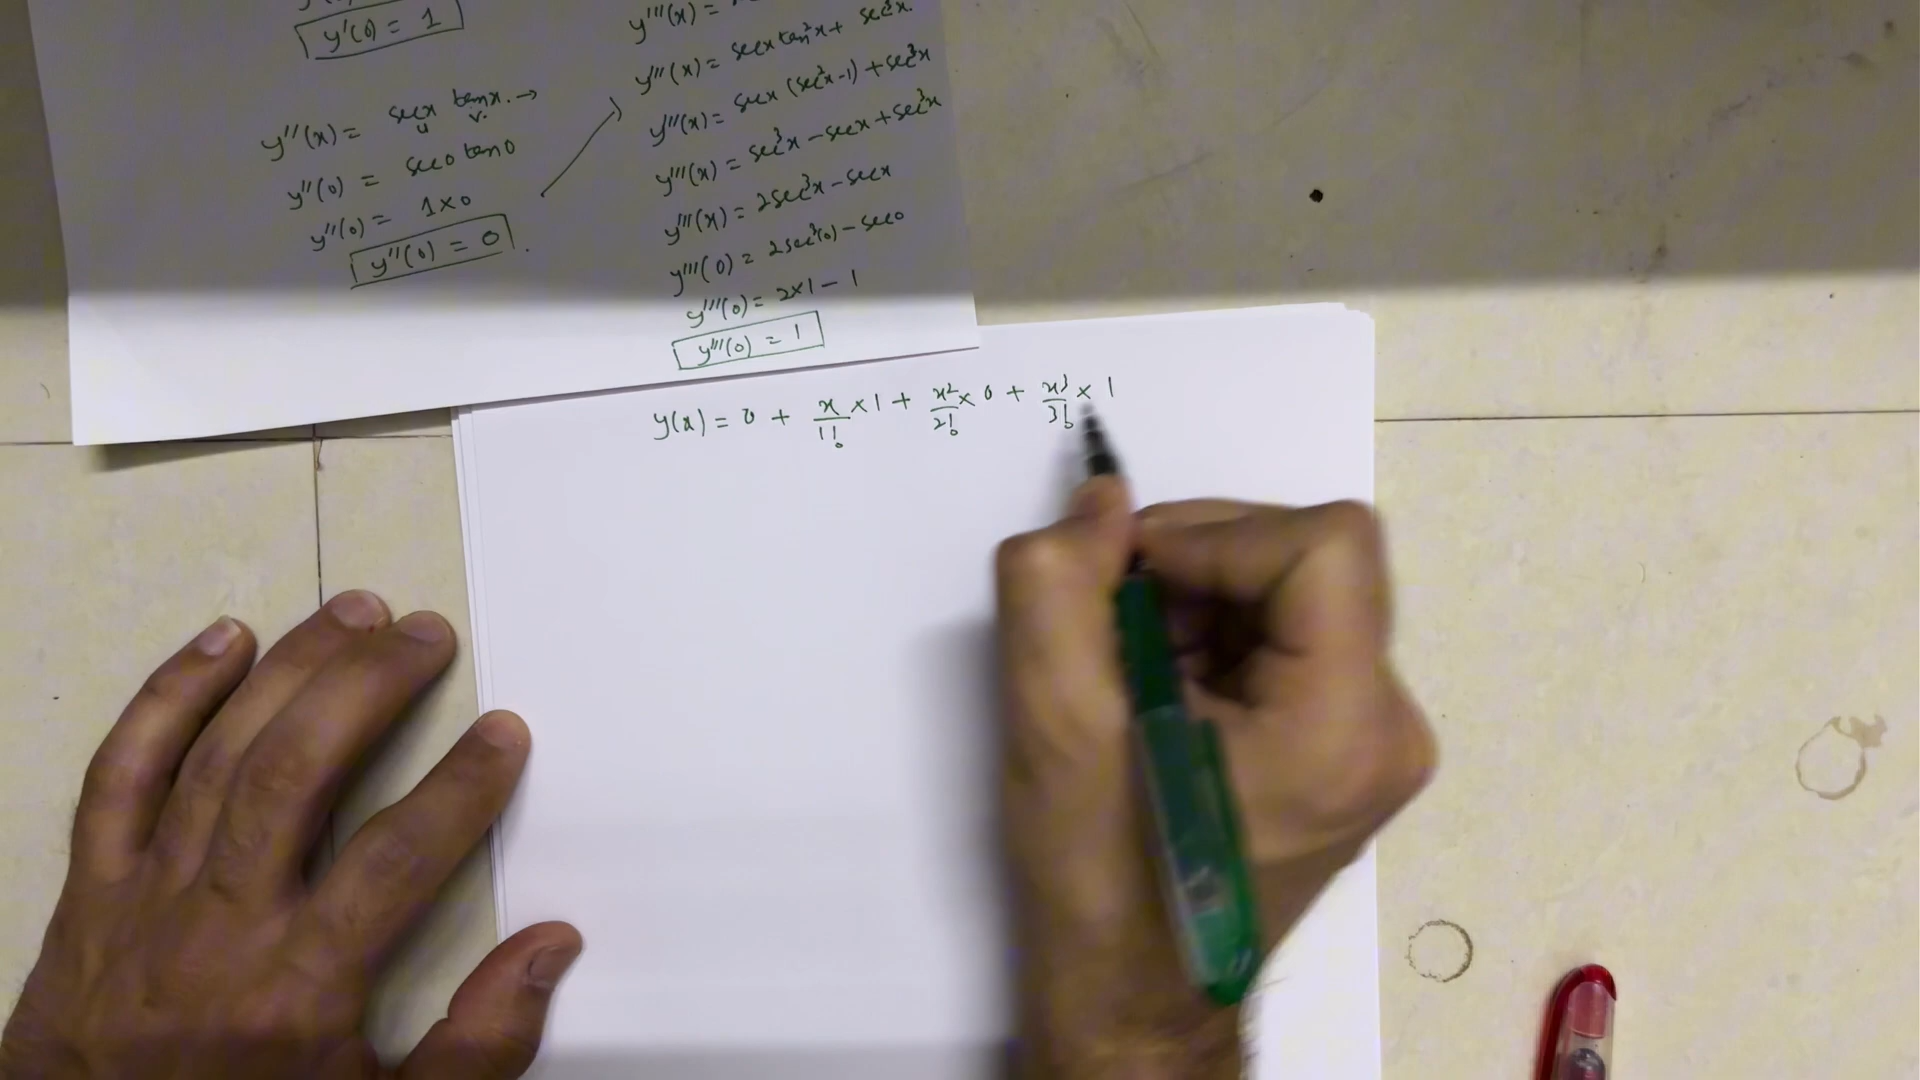 y'(0) = 1
y''(x) = secx tanx. →
u v.
y''(0) = sec0 tan0
y''(0) = 1×0
y''(0) = 0 .
y'''(x) =
y'''(x) = secx tan²x + sec³x.
y'''(x) = secx (sec²x-1) + sec³x
y'''(x) = sec³x - secx + sec³x
y'''(x) = 2sec³x - secx
y'''(0) = 2sec³(0) - sec0
y'''(0) = 2×1 - 1
y'''(0) = 1
y(x) = 0 + x/1! ×1 + x²/2! × 0 + x³/3! × 1